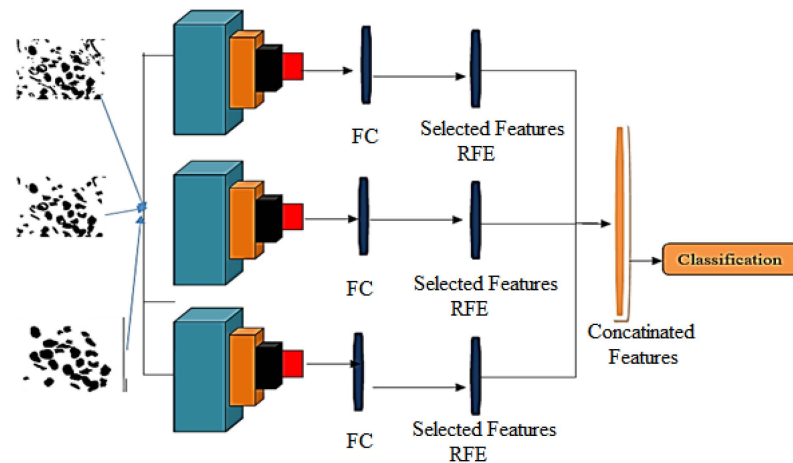 FC
Selected Features
RFE
FC
Selected Features
RFE
Classification
Concatinated
Features
FC
Selected Features
RFE